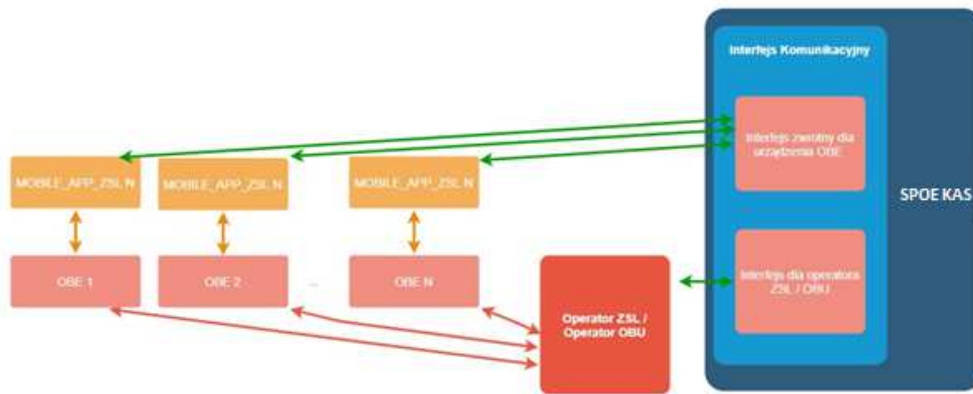 Interfejs Komunikacyjny
Interfejs zwrotny dla
urządzenia OBE
MOBILE_APP_ZSL N
MOBILE_APP_ZSL N
MOBILE_APP_ZSL N
SPOE KAS
OBE 1
OBE 2
...
OBE N
Interfejs dla operatora
ZSL / OBU
Operator ZSL /
Operator OBU